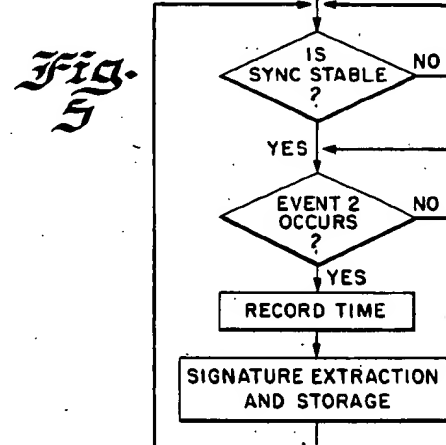 Fig.
5
IS
SYNC STABLE
?
NO
YES
EVENT 2
OCCURS
?
NO
YES
RECORD TIME
SIGNATURE EXTRACTION
AND STORAGE